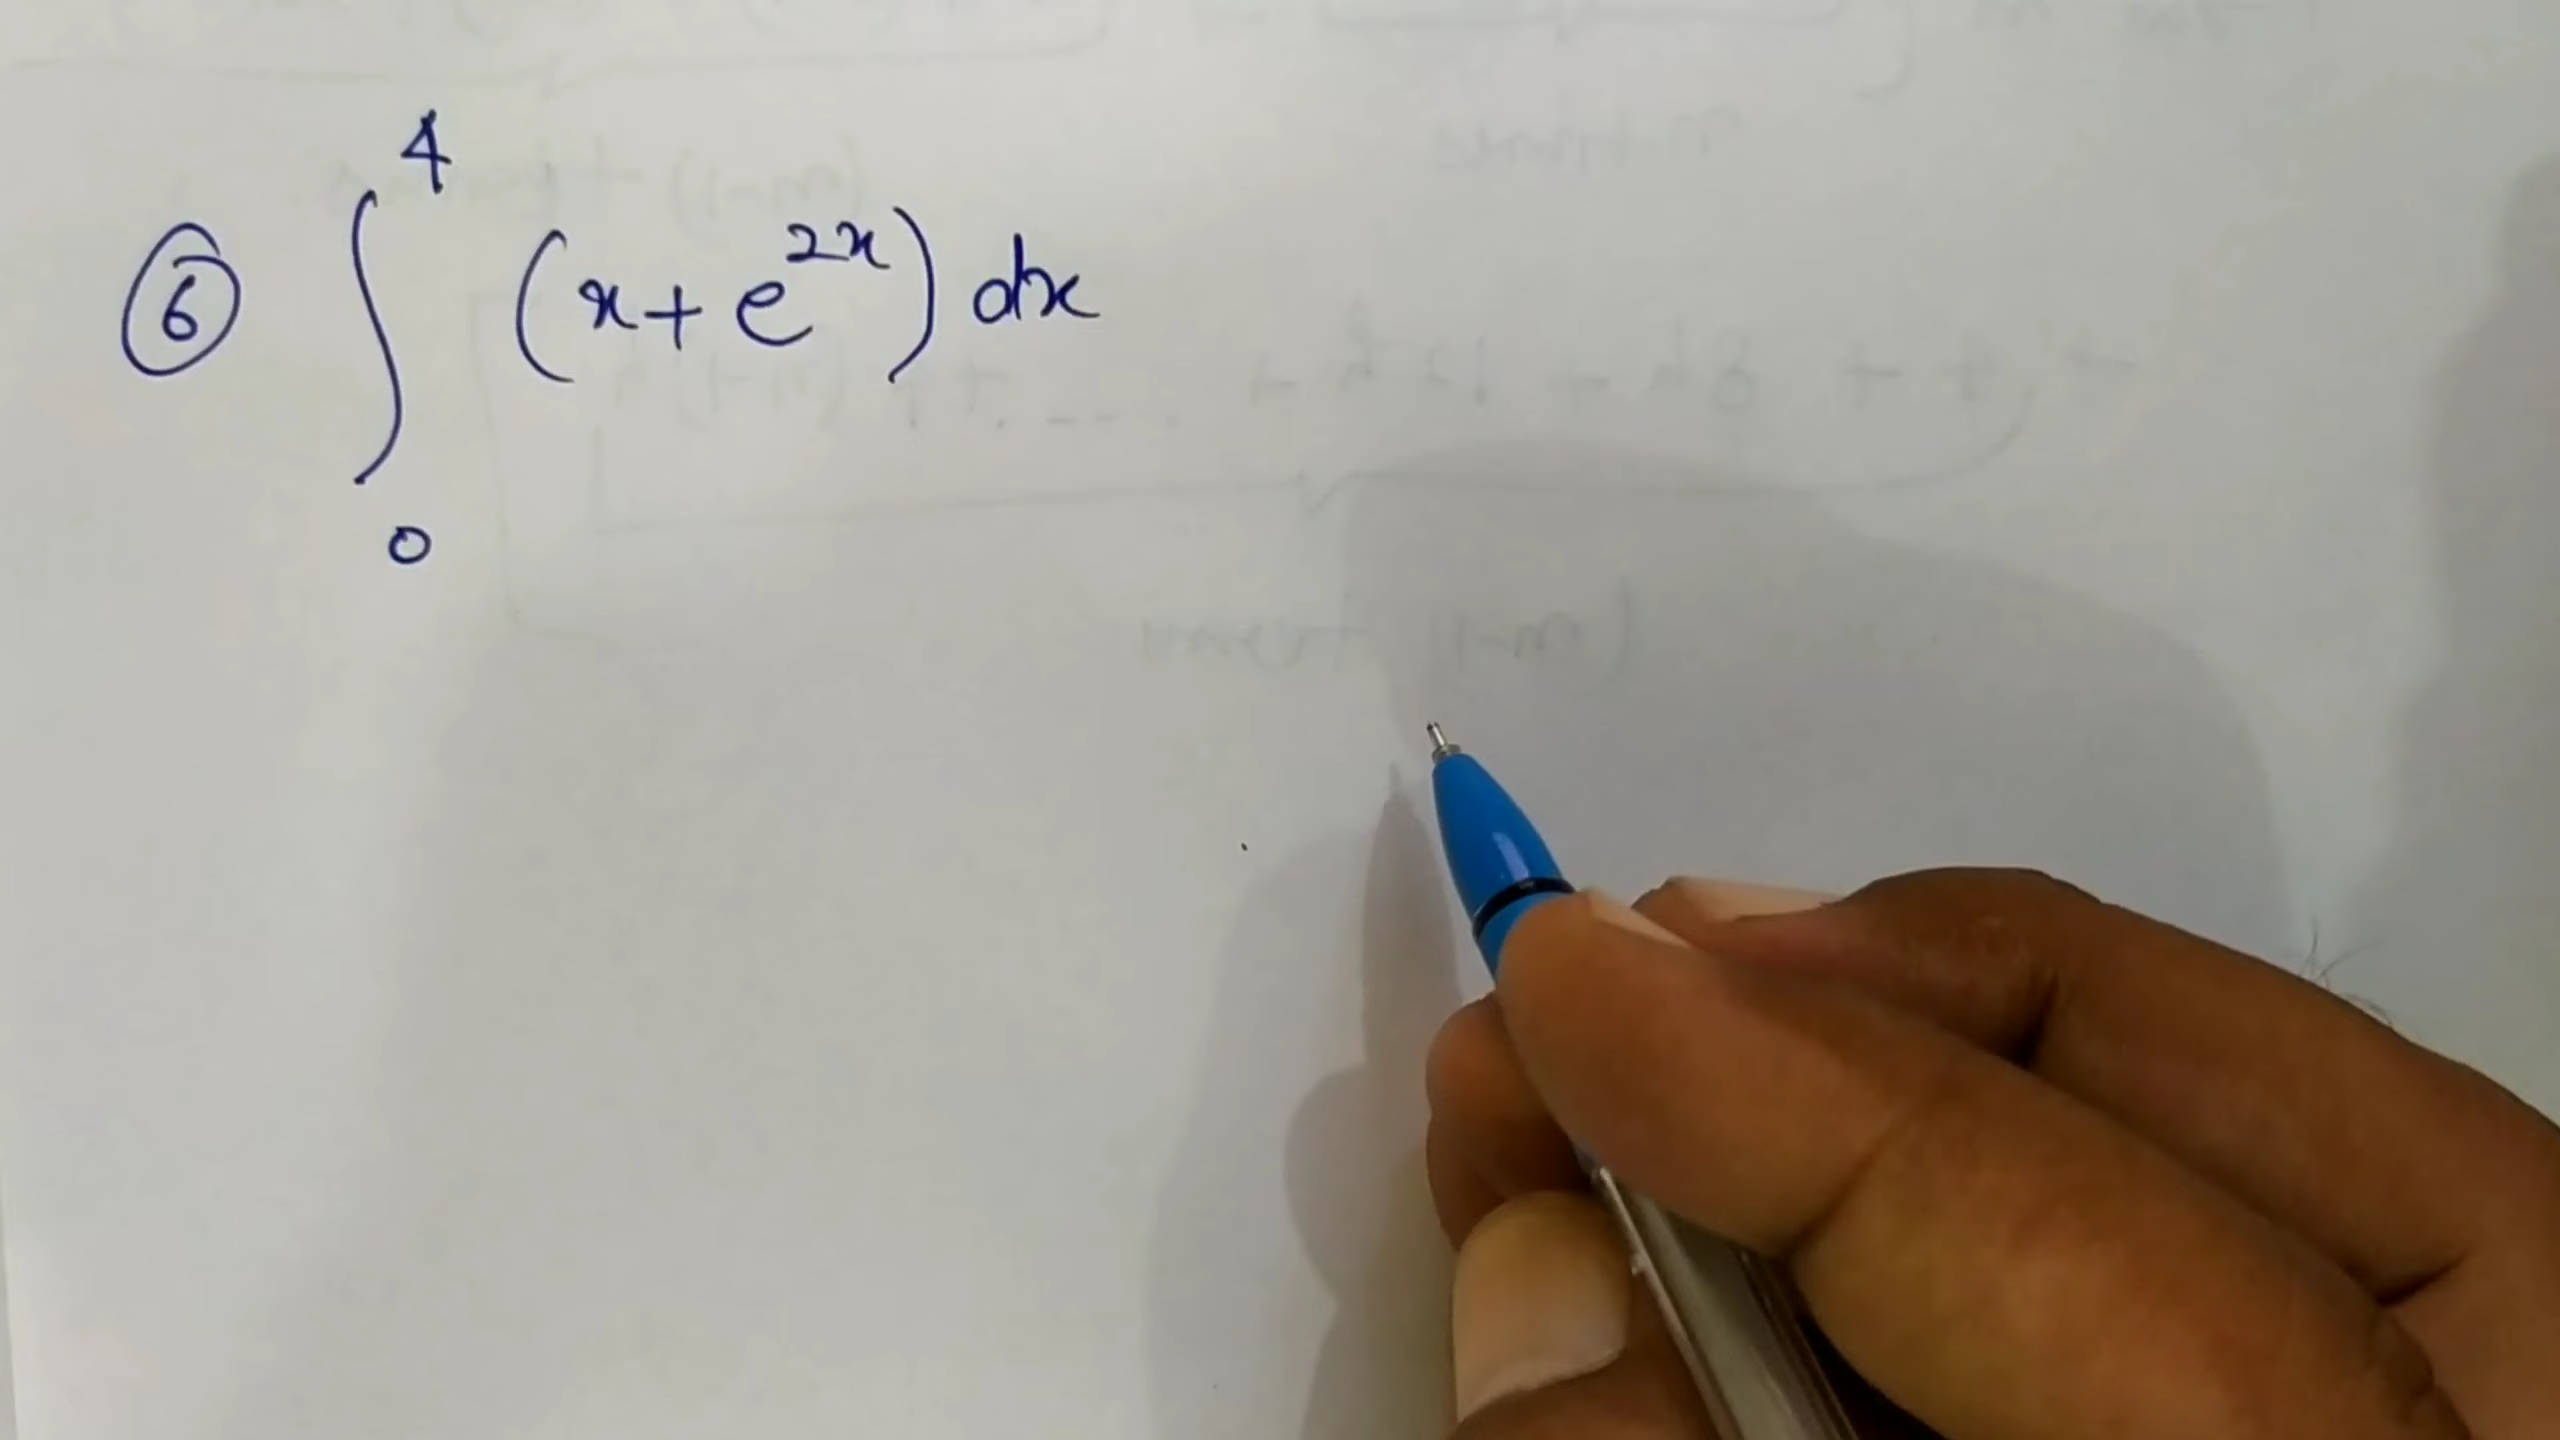 ⑥ ∫₀⁴ (x + e^{2x}) dx